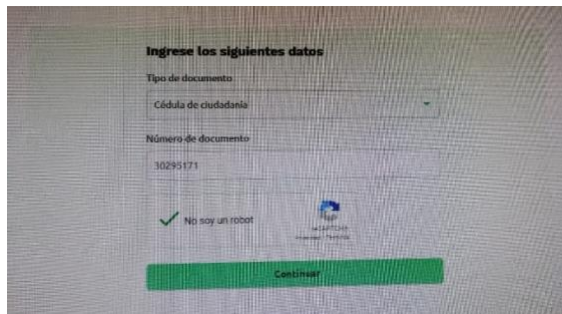 Ingrese los siguientes datos
Tipo de documento
Cédula de ciudadanía
Número de documento
30295171
No soy un robot
reCAPTCHA
Continuar